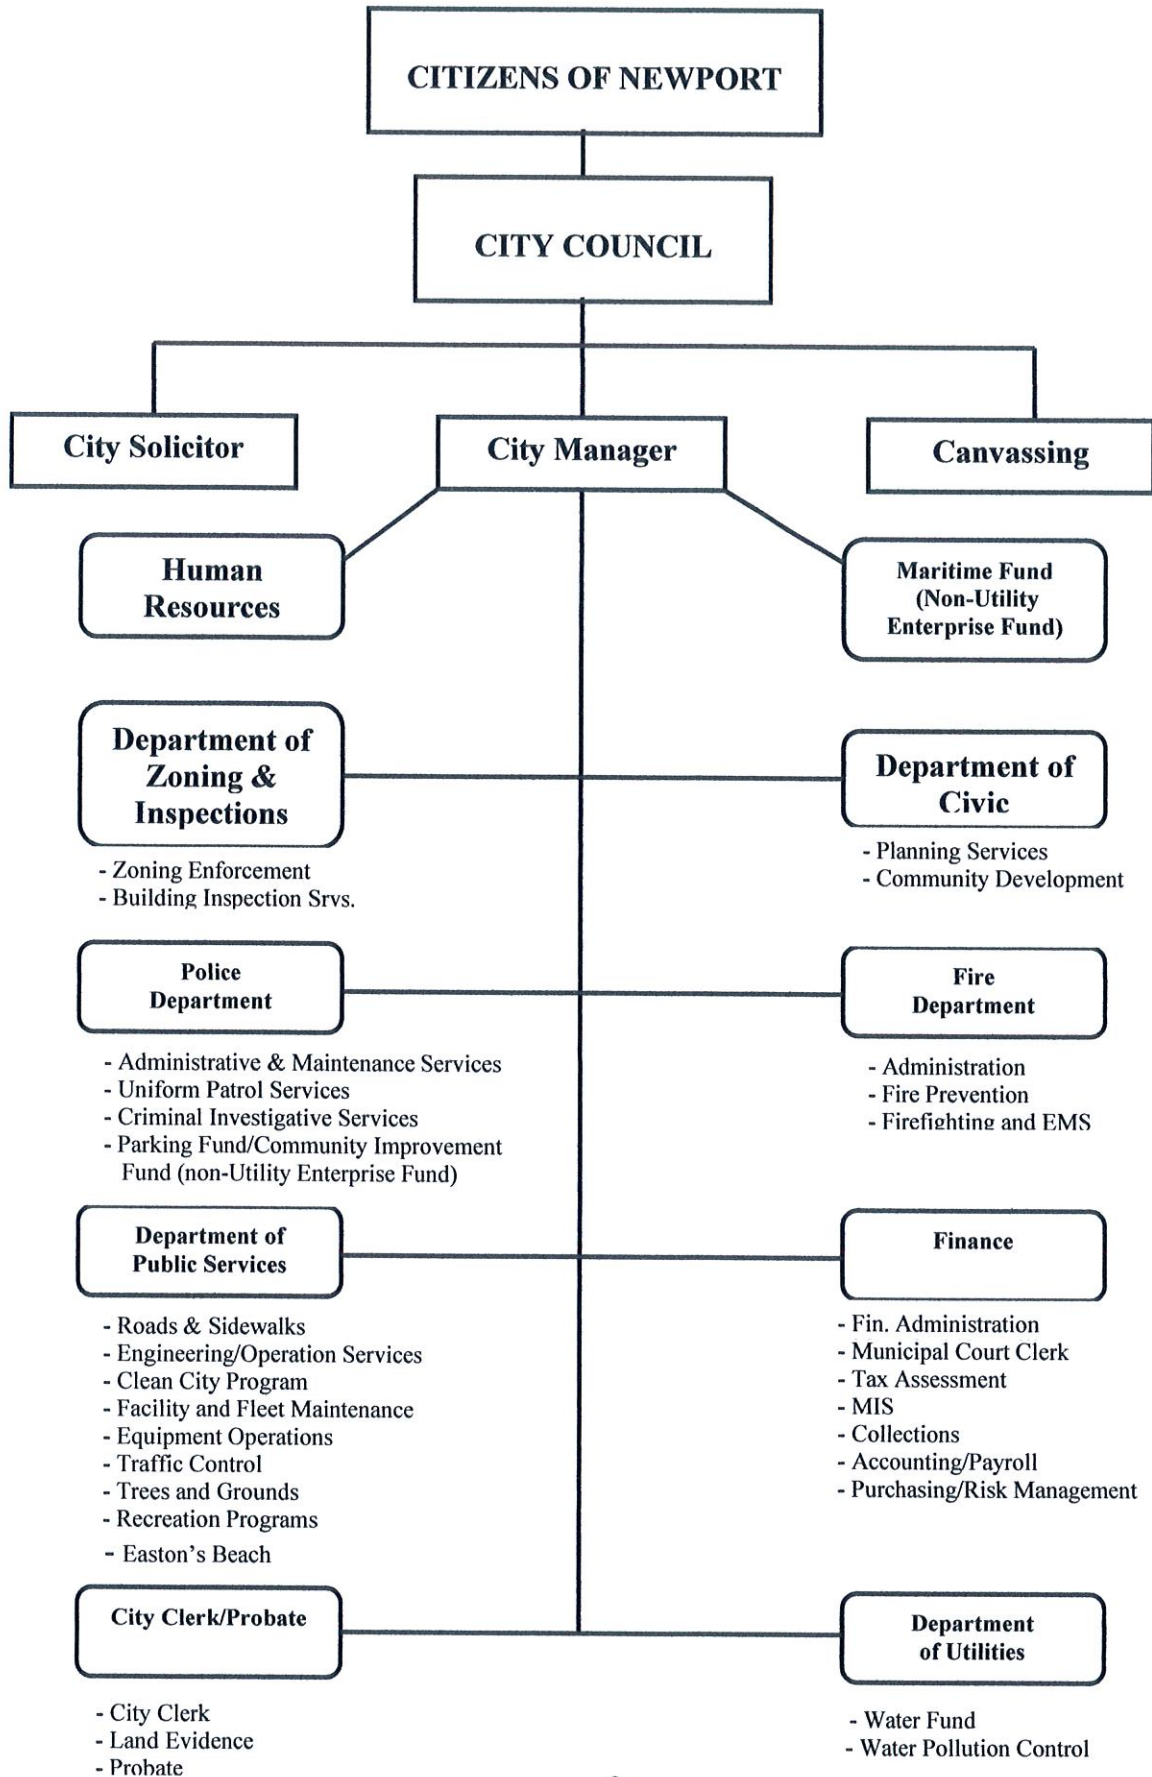 CITIZENS OF NEWPORT
CITY COUNCIL
City Solicitor
City Manager
Canvassing
Human
Resources
Maritime Fund
(Non-Utility
Enterprise Fund)
Department of
Zoning &
Inspections
- Zoning Enforcement
- Building Inspection Srvs.
Department of
Civic
- Planning Services
- Community Development
Police
Department
- Administrative & Maintenance Services
- Uniform Patrol Services
- Criminal Investigative Services
- Parking Fund/Community Improvement
Fund (non-Utility Enterprise Fund)
Fire
Department
- Administration
- Fire Prevention
- Firefighting and EMS
Department of
Public Services
- Roads & Sidewalks
- Engineering/Operation Services
- Clean City Program
- Facility and Fleet Maintenance
- Equipment Operations
- Traffic Control
- Trees and Grounds
- Recreation Programs
- Easton's Beach
Finance
- Fin. Administration
- Municipal Court Clerk
- Tax Assessment
- MIS
- Collections
- Accounting/Payroll
- Purchasing/Risk Management
City Clerk/Probate
- City Clerk
- Land Evidence
- Probate
Department
of Utilities
- Water Fund
- Water Pollution Control